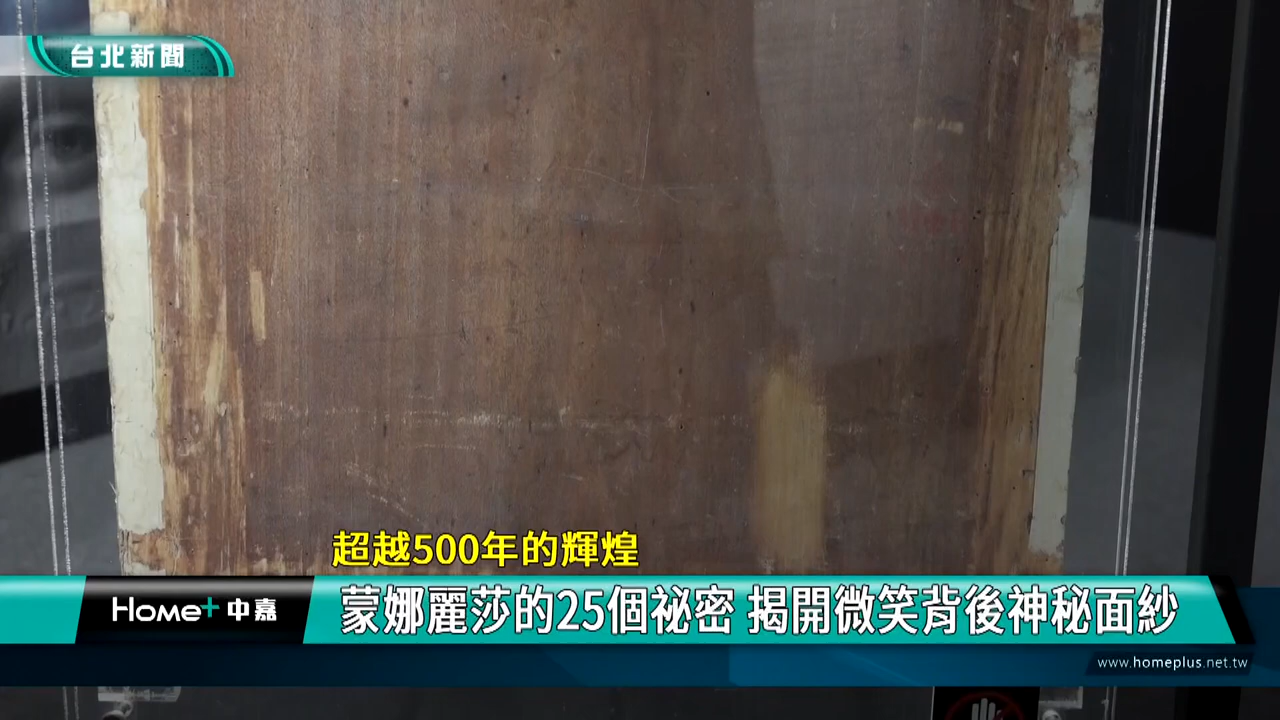 台北新聞
超越500年的輝煌
Home+中嘉
蒙娜麗莎的25個祕密 揭開微笑背後神秘面紗
www.homeplus.net.tw